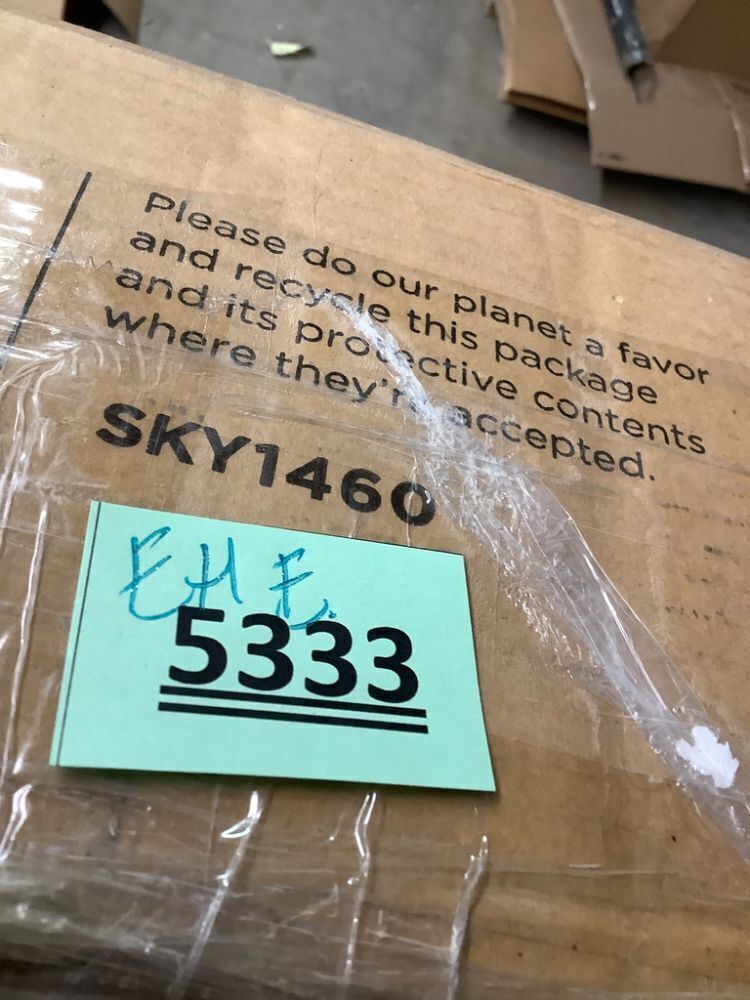 Please do our planet a favor
and recycle this package
and its protective contents
where they're accepted.
SKY1460
EHE.
5333